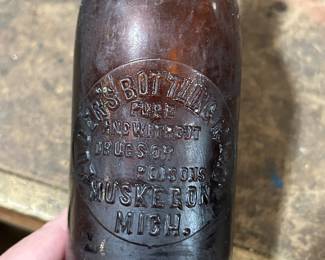 BOTTLING
PURE
AND WITHOUT
DRUGS OR
POISONS
MUSKEGON
MICH.